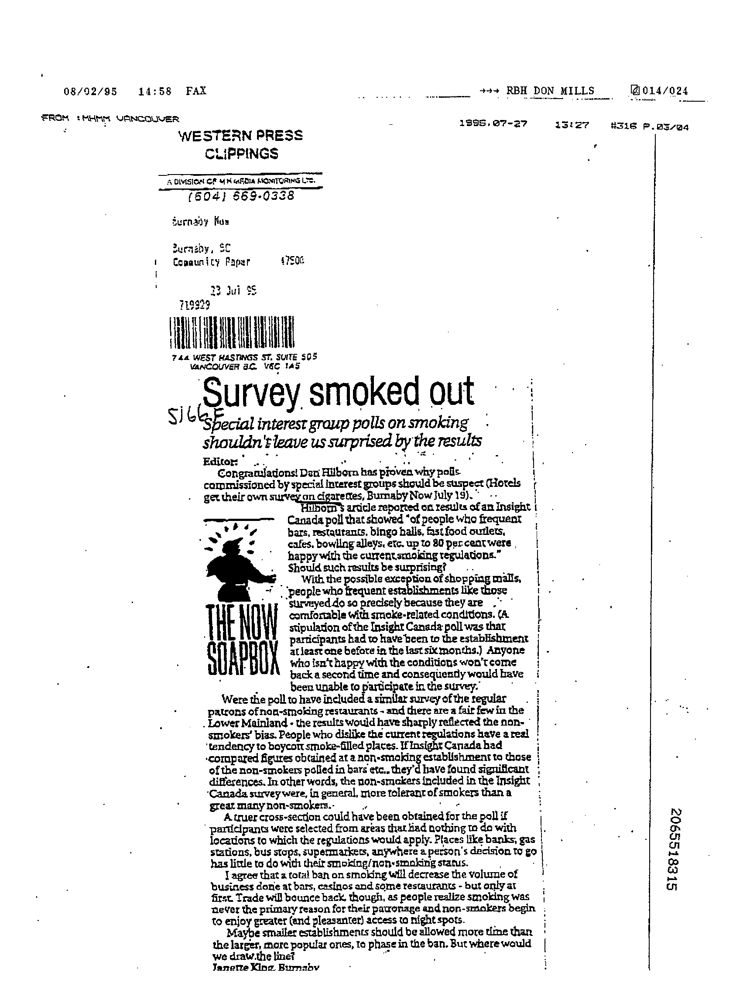 08/02/95 14:58 FAX →→→ RBH DON MILLS 014/024
FROM :MHMM VANCOUVER 1995.07-27 13:27 #316 P.03/04
WESTERN PRESS
CLIPPINGS
A DIVISION OF M H MEDIA MONITORING LTD.
(604) 669-0338
Burnaby Now
Burnaby, BC
Community Paper 47500
23 Jul 95
719929
744 WEST HASTINGS ST. SUITE 505
VANCOUVER B.C. V6C 1A5
Survey smoked out
Special interest group polls on smoking
shouldn't leave us surprised by the results
Editor:
Congratulations! Dan Hilborn has proven why polls
commissioned by special interest groups should be suspect (Hotels
get their own survey on cigarettes, Burnaby Now July 19).
Hilborn's article reported on results of an Insight
Canada poll that showed "of people who frequent
bars, restaurants, bingo halls, fast food outlets,
cafes, bowling alleys, etc. up to 80 per cent were
happy with the current smoking regulations."
Should such results be surprising?
With the possible exception of shopping malls,
people who frequent establishments like those
surveyed do so precisely because they are
comfortable with smoke-related conditions. (A
stipulation of the Insight Canada poll was that
participants had to have been to the establishment
at least one before in the last six months.) Anyone
who isn't happy with the conditions won't come
back a second time and consequently would have
been unable to participate in the survey.
THE NOW
SOAPBOX
Were the poll to have included a similar survey of the regular
patrons of non-smoking restaurants - and there are a fair few in the
Lower Mainland - the results would have sharply reflected the non-
smokers' bias. People who dislike the current regulations have a real
tendency to boycott smoke-filled places. If Insight Canada had
compared figures obtained at a non-smoking establishment to those
of the non-smokers polled in bars etc., they'd have found significant
differences. In other words, the non-smokers included in the Insight
Canada survey were, in general, more tolerant of smokers than a
great many non-smokers.
A truer cross-section could have been obtained for the poll if
participants were selected from areas that had nothing to do with
locations to which the regulations would apply. Places like banks, gas
stations, bus stops, supermarkets, anywhere a person's decision to go
has little to do with their smoking/non-smoking status.
I agree that a total ban on smoking will decrease the volume of
business done at bars, casinos and some restaurants - but only at
first. Trade will bounce back, though, as people realize smoking was
never the primary reason for their patronage and non-smokers begin
to enjoy greater (and pleasanter) access to night spots.
Maybe smaller establishments should be allowed more time than
the larger, more popular ones, to phase in the ban. But where would
we draw the line?
Janette King, Burnaby
2065518315